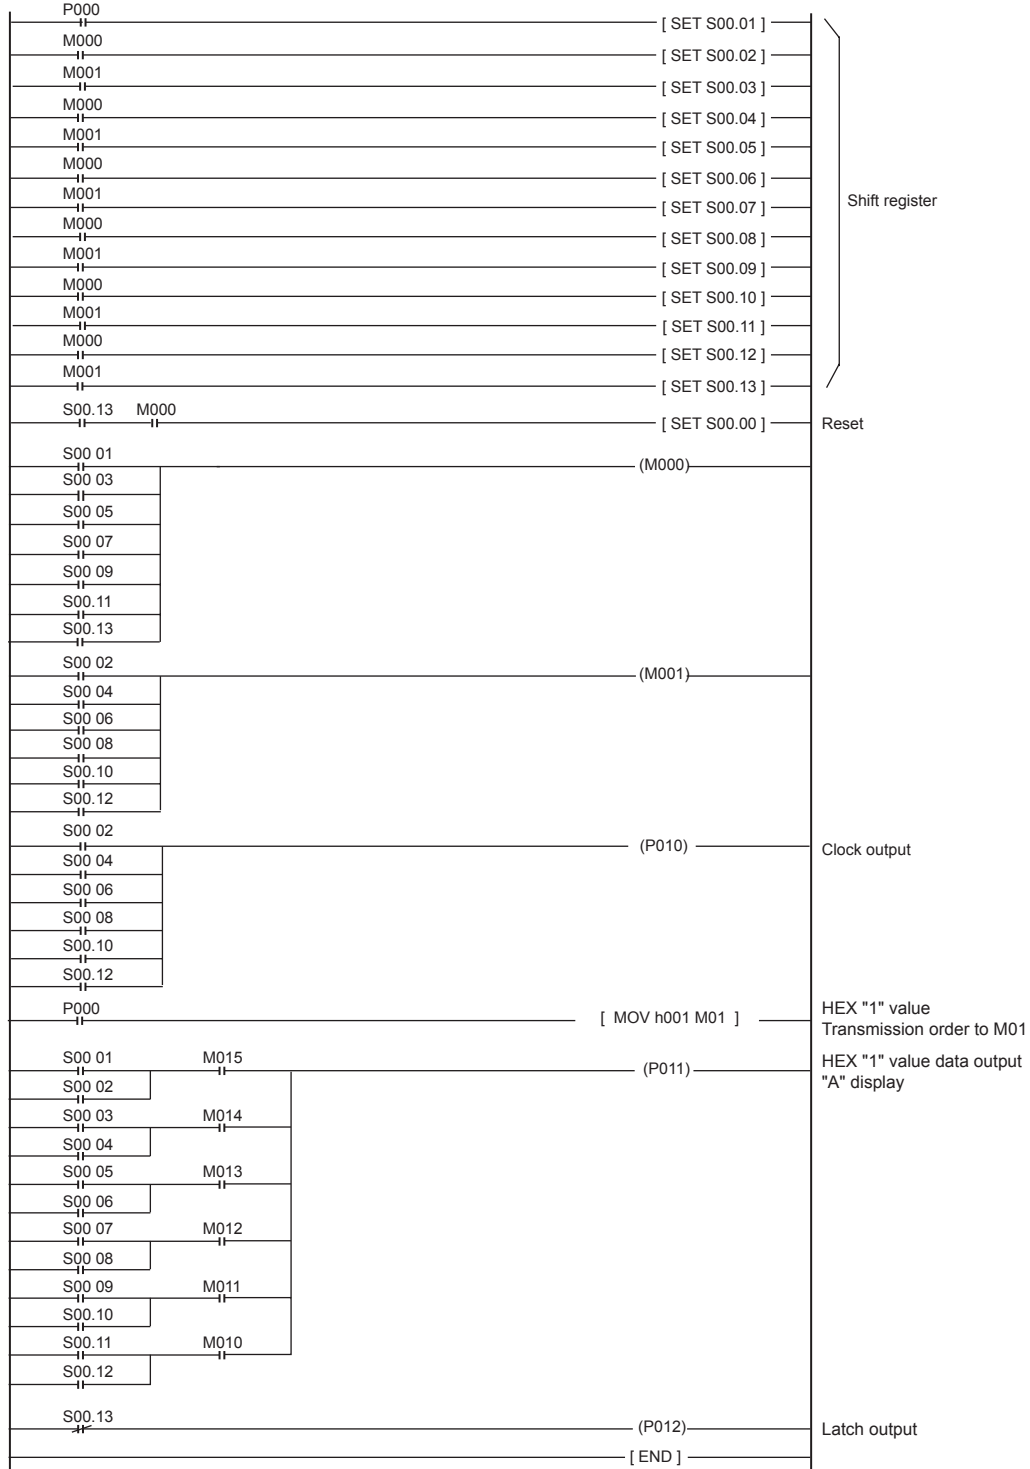 P000
[ SET S00.01 ]
M000
[ SET S00.02 ]
M001
[ SET S00.03 ]
M000
[ SET S00.04 ]
M001
[ SET S00.05 ]
M000
[ SET S00.06 ]
M001
[ SET S00.07 ]
Shift register
M000
[ SET S00.08 ]
M001
[ SET S00.09 ]
M000
[ SET S00.10 ]
M001
[ SET S00.11 ]
M000
[ SET S00.12 ]
M001
[ SET S00.13 ]
S00.13 M000
[ SET S00.00 ] Reset
S00 01
(M000)
S00 03
S00 05
S00 07
S00 09
S00.11
S00.13
S00 02
(M001)
S00 04
S00 06
S00 08
S00.10
S00.12
S00 02
(P010) Clock output
S00 04
S00 06
S00 08
S00.10
S00.12
P000
[ MOV h001 M01 ]
HEX "1" value
Transmission order to M01
S00 01 M015
(P011)
HEX "1" value data output
"A" display
S00 02
S00 03 M014
S00 04
S00 05 M013
S00 06
S00 07 M012
S00 08
S00 09 M011
S00.10
S00.11 M010
S00.12
S00.13
(P012) Latch output
[ END ]